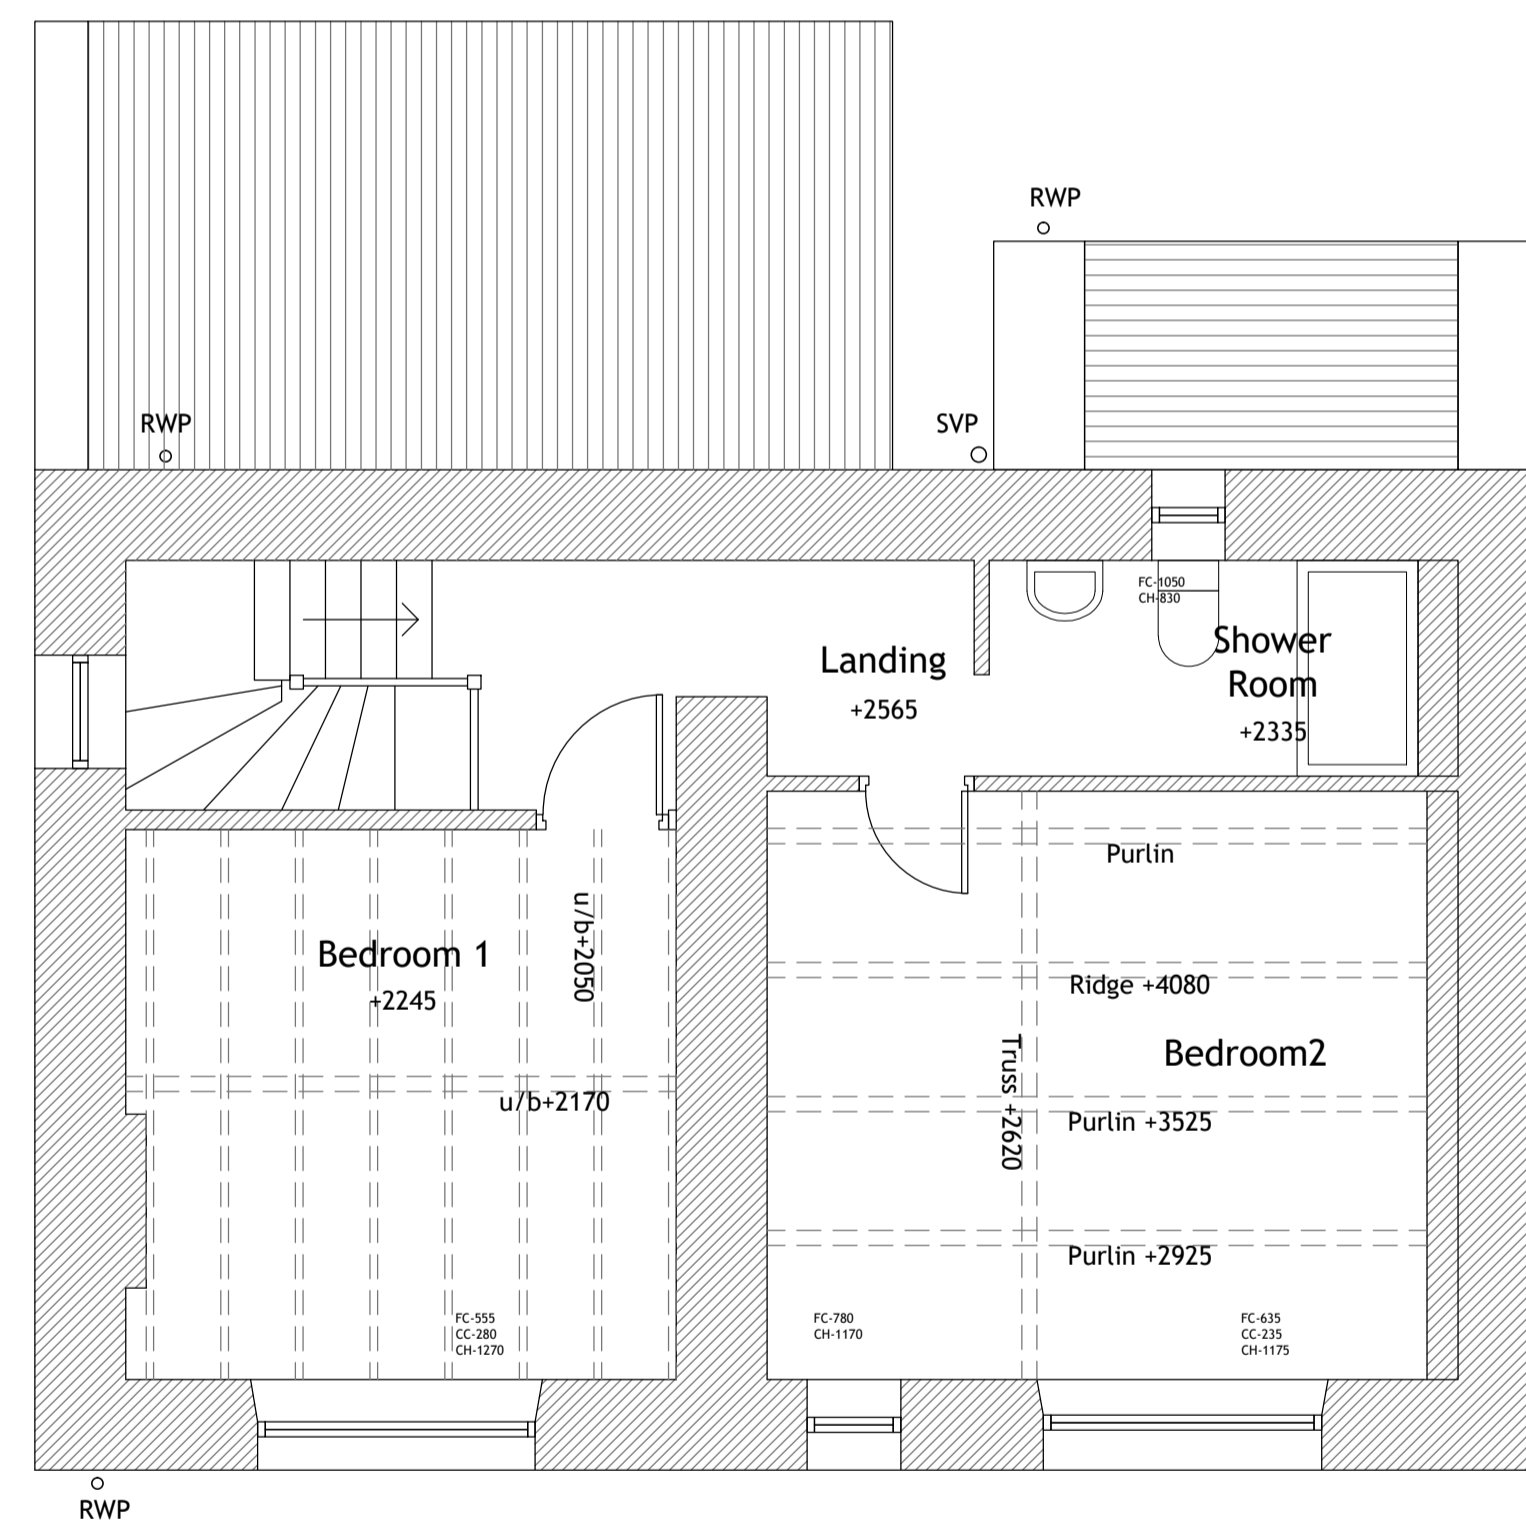 RWP
RWP
SVP
FC-1050
CH-830
Shower
Room
+2335
Landing
+2565
Purlin
u/b+2050
Bedroom 1
+2245
Ridge +4080
Bedroom2
Truss +2620
u/b+2170
Purlin +3525
Purlin +2925
FC-555
CC-280
CH-1270
FC-780
CH-1170
FC-635
CC-235
CH-1175
RWP